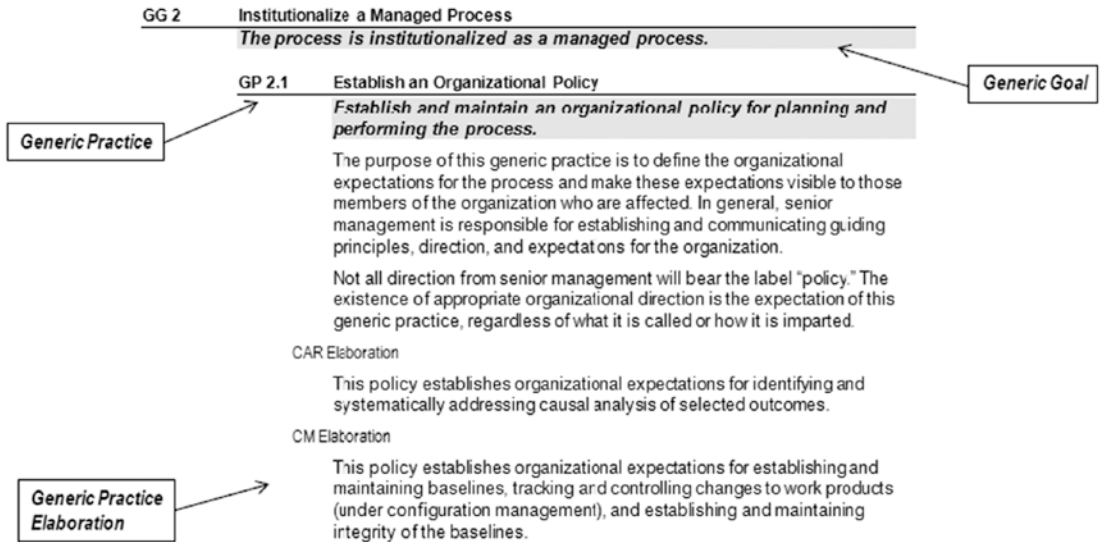 GG 2 Institutionalize a Managed Process
The process is institutionalized as a managed process.
Generic Goal
GP 2.1 Establish an Organizational Policy
Establish and maintain an organizational policy for planning and
performing the process.
Generic Practice
The purpose of this generic practice is to define the organizational
expectations for the process and make these expectations visible to those
members of the organization who are affected. In general, senior
management is responsible for establishing and communicating guiding
principles, direction, and expectations for the organization.
Not all direction from senior management will bear the label “policy.” The
existence of appropriate organizational direction is the expectation of this
generic practice, regardless of what it is called or how it is imparted.
CAR Elaboration
This policy establishes organizational expectations for identifying and
systematically addressing causal analysis of selected outcomes.
CM Elaboration
This policy establishes organizational expectations for establishing and
maintaining baselines, tracking and controlling changes to work products
(under configuration management), and establishing and maintaining
integrity of the baselines.
Generic Practice
Elaboration